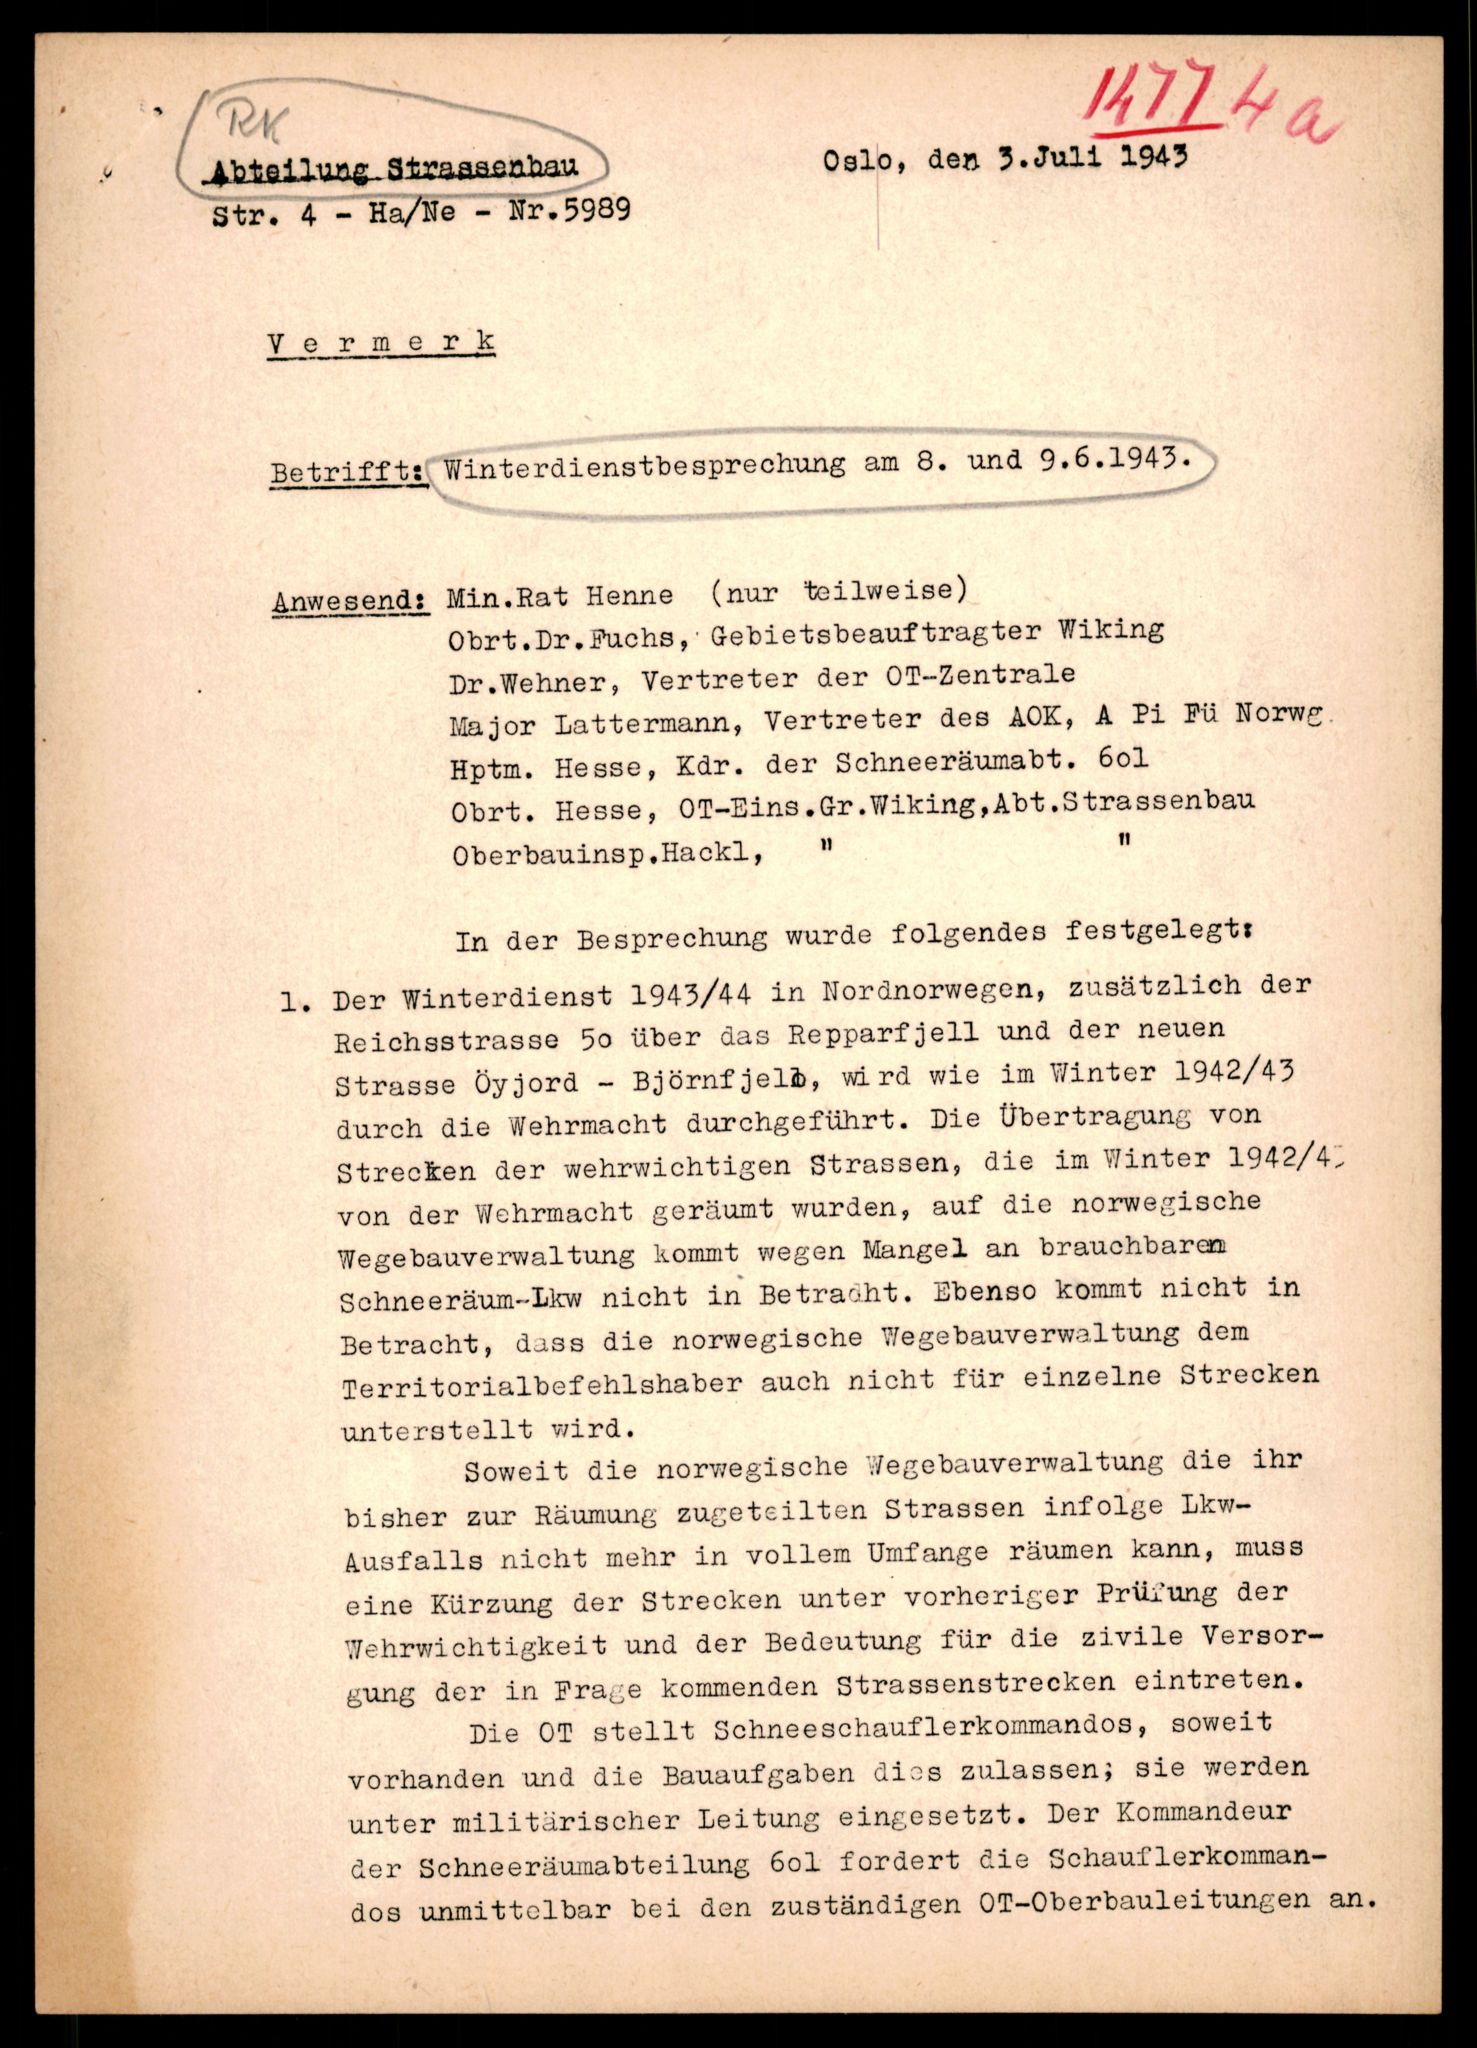 1477 4a
RK
Abteilung Strassenbau
Oslo, den 3.Juli 1943
Str. 4 - Ha/Ne - Nr.5989
V e r m e r k
Betrifft: Winterdienstbesprechung am 8. und 9.6.1943.
Anwesend: Min.Rat Henne (nur teilweise)
Obrt.Dr.Fuchs, Gebietsbeauftragter Wiking
Dr.Wehner, Vertreter der OT-Zentrale
Major Lattermann, Vertreter des AOK, A Pi Fü Norwg.
Hptm. Hesse, Kdr. der Schneeräumabt. 6o1
Obrt. Hesse, OT-Eins.Gr.Wiking,Abt.Strassenbau
Oberbauinsp.Hackl, " "
In der Besprechung wurde folgendes festgelegt:
1. Der Winterdienst 1943/44 in Nordnorwegen, zusätzlich der
Reichsstrasse 5o über das Repparfjell und der neuen
Strasse Öyjord - Björnfjell, wird wie im Winter 1942/43
durch die Wehrmacht durchgeführt. Die Übertragung von
Strecken der wehrwichtigen Strassen, die im Winter 1942/43
von der Wehrmacht geräumt wurden, auf die norwegische
Wegebauverwaltung kommt wegen Mangel an brauchbaren
Schneeräum-Lkw nicht in Betracht. Ebenso kommt nicht in
Betracht, dass die norwegische Wegebauverwaltung dem
Territorialbefehlshaber auch nicht für einzelne Strecken
unterstellt wird.
Soweit die norwegische Wegebauverwaltung die ihr
bisher zur Räumung zugeteilten Strassen infolge Lkw-
Ausfalls nicht mehr in vollem Umfange räumen kann, muss
eine Kürzung der Strecken unter vorheriger Prüfung der
Wehrwichtigkeit und der Bedeutung für die zivile Versor-
gung der in Frage kommenden Strassenstrecken eintreten.
Die OT stellt Schneeschauflerkommandos, soweit
vorhanden und die Bauaufgaben dies zulassen; sie werden
unter militärischer Leitung eingesetzt. Der Kommandeur
der Schneeräumabteilung 6o1 fordert die Schauflerkomman-
dos unmittelbar bei den zuständigen OT-Oberbauleitungen an.